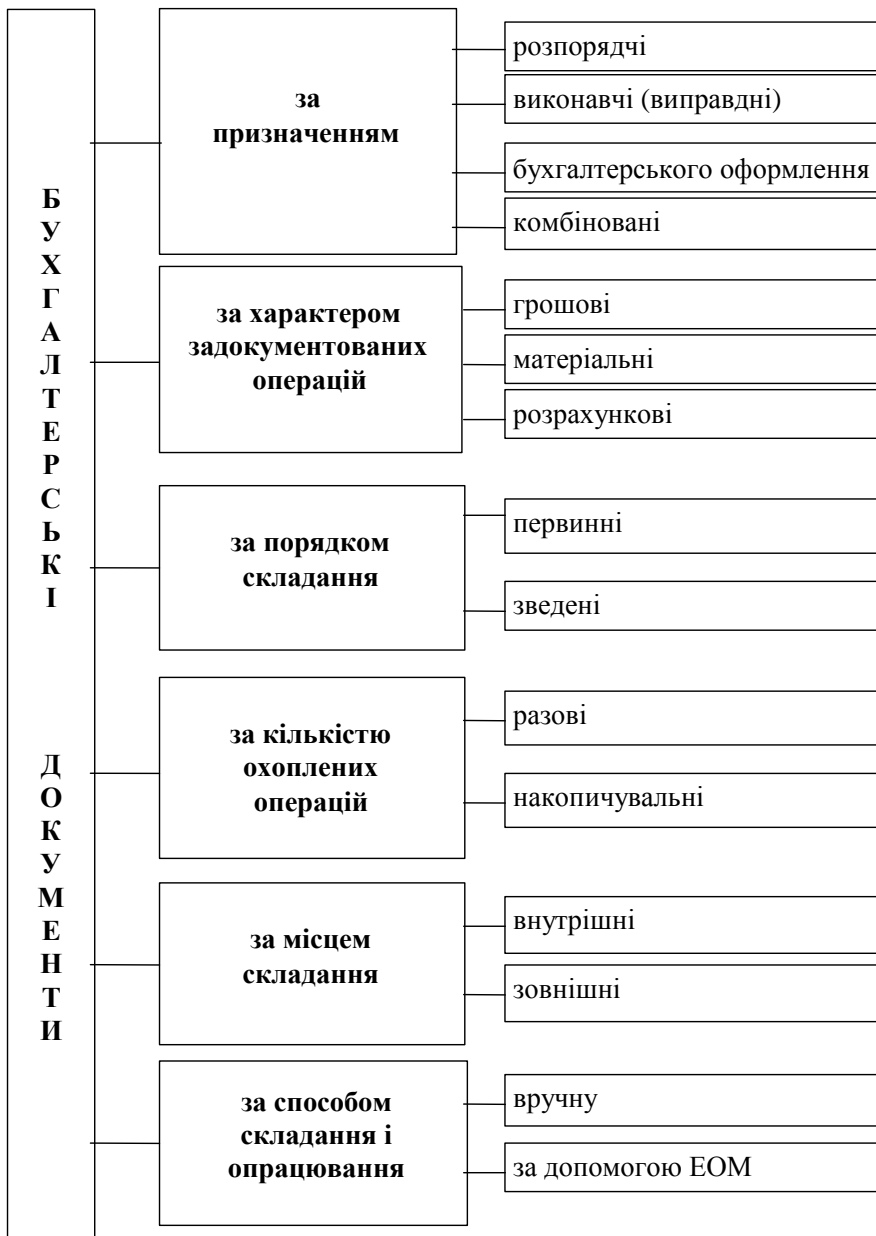 БУХГАЛТЕРСЬКІ ДОКУМЕНТИ
за
призначенням
розпорядчі
виконавчі (виправдні)
бухгалтерського оформлення
комбіновані
за характером
задокументованих
операцій
грошові
матеріальні
розрахункові
за порядком
складання
первинні
зведені
за кількістю
охоплених
операцій
разові
накопичувальні
за місцем
складання
внутрішні
зовнішні
за способом
складання і
опрацювання
вручну
за допомогою ЕОМ